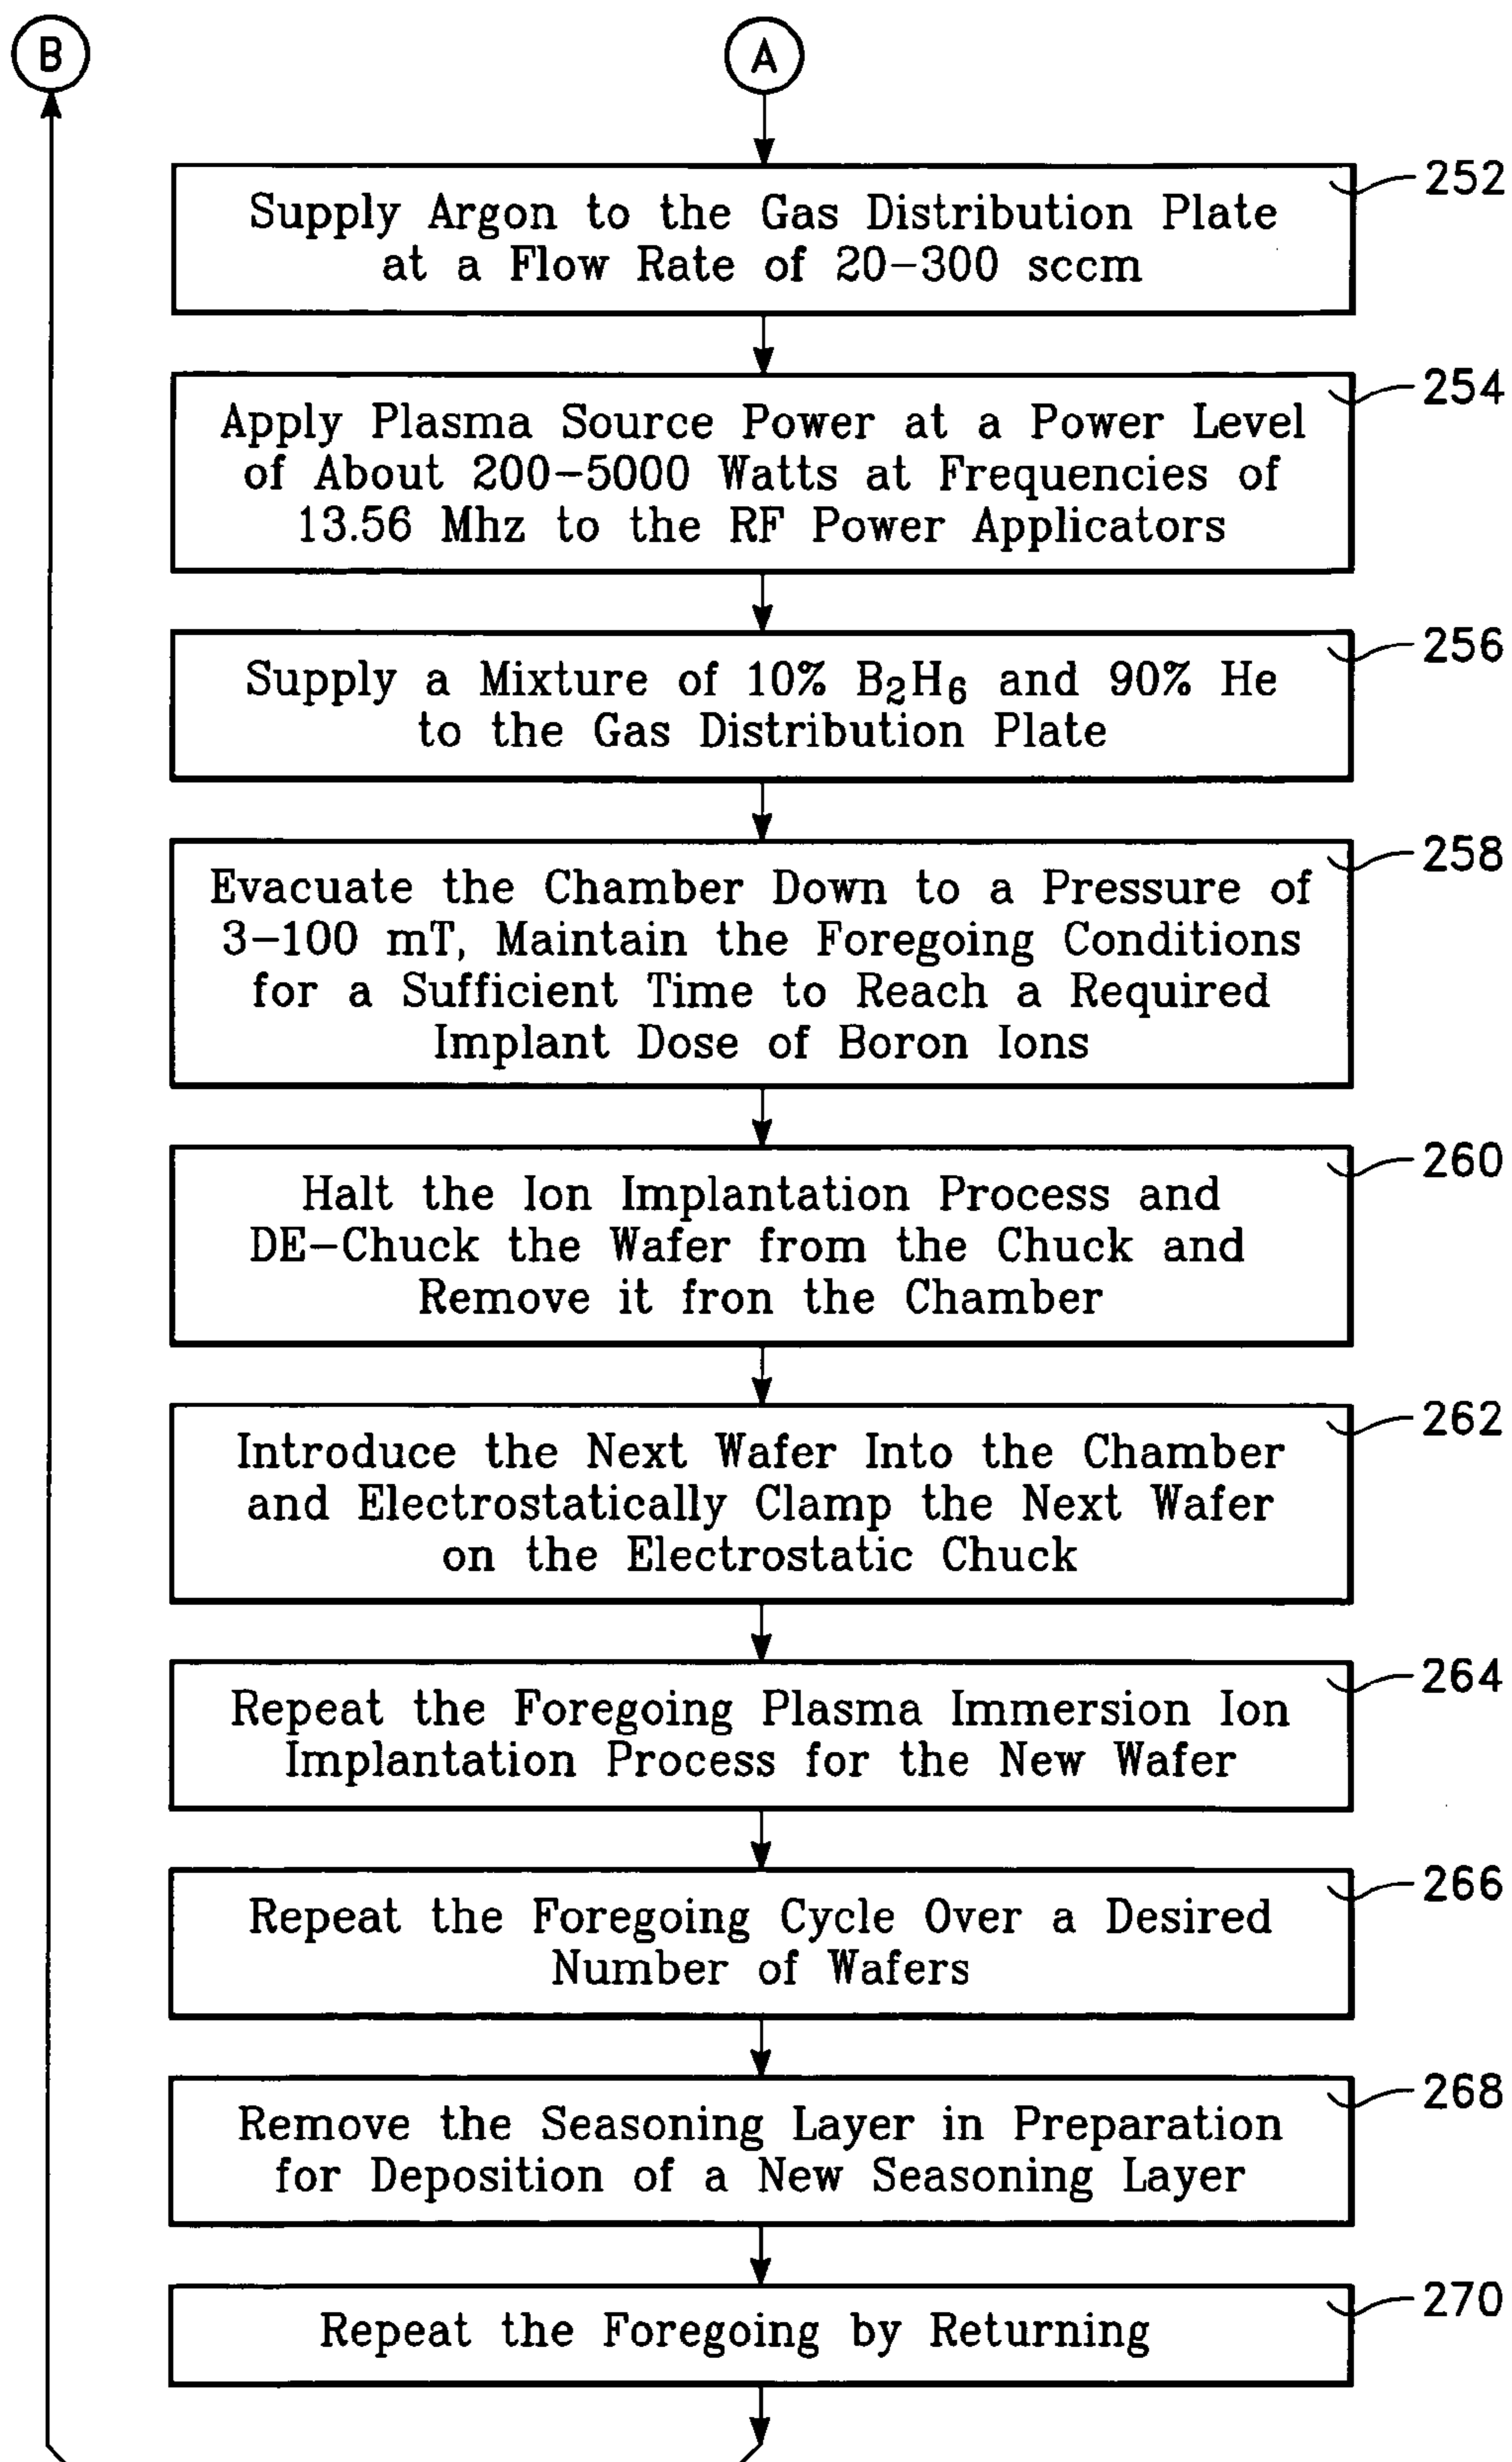 B
A
252
Supply Argon to the Gas Distribution Plate
at a Flow Rate of 20-300 sccm
254
Apply Plasma Source Power at a Power Level
of About 200-5000 Watts at Frequencies of
13.56 Mhz to the RF Power Applicators
256
Supply a Mixture of 10% B₂H₆ and 90% He
to the Gas Distribution Plate
258
Evacuate the Chamber Down to a Pressure of
3-100 mT, Maintain the Foregoing Conditions
for a Sufficient Time to Reach a Required
Implant Dose of Boron Ions
260
Halt the Ion Implantation Process and
DE-Chuck the Wafer from the Chuck and
Remove it fron the Chamber
262
Introduce the Next Wafer Into the Chamber
and Electrostatically Clamp the Next Wafer
on the Electrostatic Chuck
264
Repeat the Foregoing Plasma Immersion Ion
Implantation Process for the New Wafer
266
Repeat the Foregoing Cycle Over a Desired
Number of Wafers
268
Remove the Seasoning Layer in Preparation
for Deposition of a New Seasoning Layer
270
Repeat the Foregoing by Returning